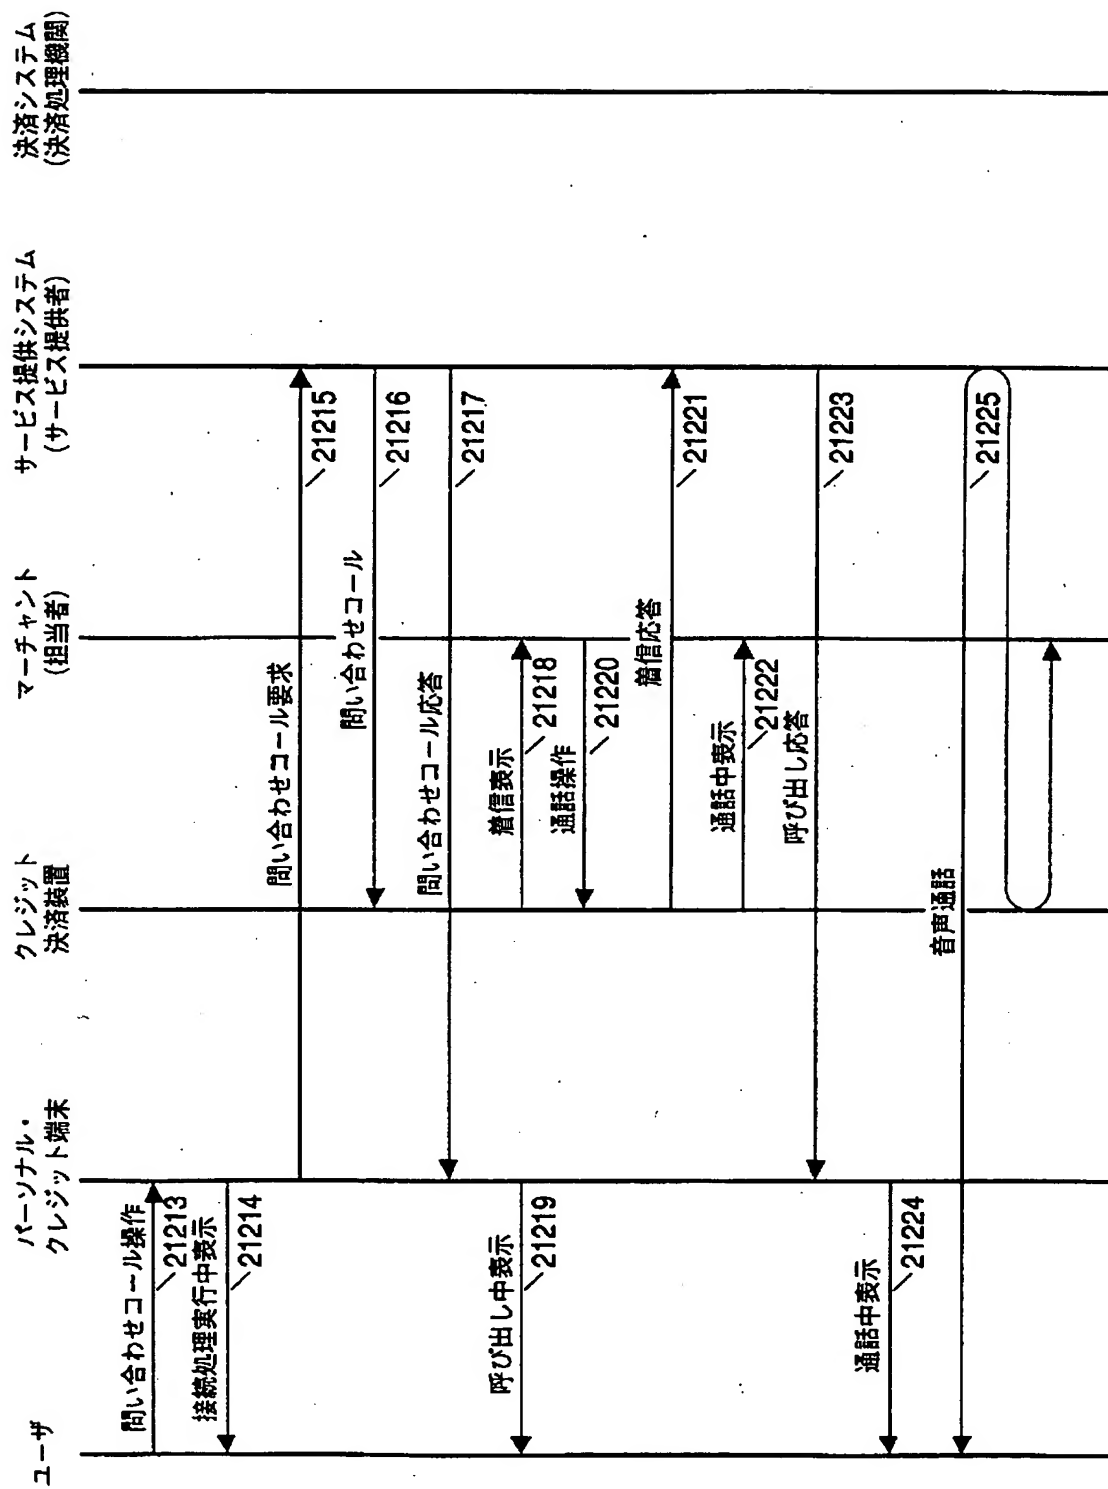 ユーザ
パーソナル・
クレジット端末
クレジット
決済装置
マーチャント
(担当者)
サービス提供システム
(サービス提供者)
決済システム
(決済処理機関)
問い合わせコール操作
21213
接続処理実行中表示
21214
問い合わせコール要求
21215
問い合わせコール
21216
問い合わせコール応答
21217
着信表示
21218
呼び出し中表示
21219
通話操作
21220
着信応答
21221
通話中表示
21222
呼び出し応答
21223
通話中表示
21224
音声通話
21225